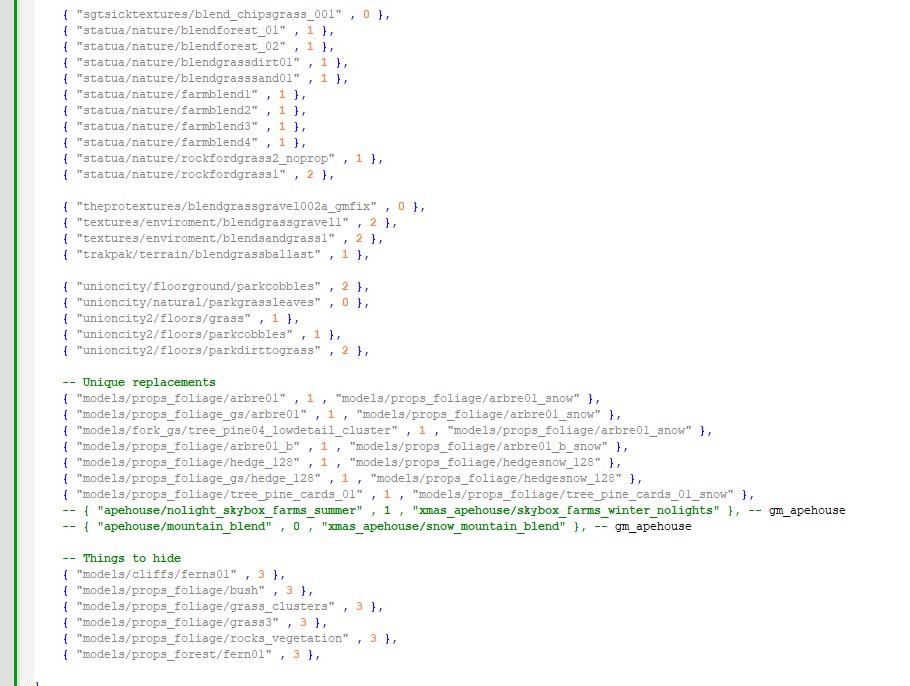 { "sgtsicktextures/blend_chipsgrass_001" , 0 },
{ "statua/nature/blendforest_01" , 1 },
{ "statua/nature/blendforest_02" , 1 },
{ "statua/nature/blendgrassdirt01" , 1 },
{ "statua/nature/blendgrasssand01" , 1 },
{ "statua/nature/farmblend1" , 1 },
{ "statua/nature/farmblend2" , 1 },
{ "statua/nature/farmblend3" , 1 },
{ "statua/nature/farmblend4" , 1 },
{ "statua/nature/rockfordgrass2_noprop" , 1 },
{ "statua/nature/rockfordgrass1" , 2 },
{ "theprotextures/blendgrassgravel002a_gmfix" , 0 },
{ "textures/enviroment/blendgrassgravel1" , 2 },
{ "textures/enviroment/blendsandgrass1" , 2 },
{ "trakpak/terrain/blendgrassballast" , 1 },
{ "unioncity/floorground/parkcobbles" , 2 },
{ "unioncity/natural/parkgrassleaves" , 0 },
{ "unioncity2/floors/grass" , 1 },
{ "unioncity2/floors/parkcobbles" , 1 },
{ "unioncity2/floors/parkdirttograss" , 2 },
-- Unique replacements
{ "models/props_foliage/arbre01" , 1 , "models/props_foliage/arbre01_snow" },
{ "models/props_foliage_gs/arbre01" , 1 , "models/props_foliage/arbre01_snow" },
{ "models/fork_gs/tree_pine04_lowdetail_cluster" , 1 , "models/props_foliage/arbre01_snow" },
{ "models/props_foliage/arbre01_b" , 1 , "models/props_foliage/arbre01_b_snow" },
{ "models/props_foliage/hedge_128" , 1 , "models/props_foliage/hedgesnow_128" },
{ "models/props_foliage_gs/hedge_128" , 1 , "models/props_foliage/hedgesnow_128" },
{ "models/props_foliage/tree_pine_cards_01" , 1 , "models/props_foliage/tree_pine_cards_01_snow" },
-- { "apehouse/nolight_skybox_farms_summer" , 1 , "xmas_apehouse/skybox_farms_winter_nolights" }, -- gm_apehouse
-- { "apehouse/mountain_blend" , 0 , "xmas_apehouse/snow_mountain_blend" }, -- gm_apehouse
-- Things to hide
{ "models/cliffs/ferns01" , 3 },
{ "models/props_foliage/bush" , 3 },
{ "models/props_foliage/grass_clusters" , 3 },
{ "models/props_foliage/grass3" , 3 },
{ "models/props_foliage/rocks_vegetation" , 3 },
{ "models/props_forest/fern01" , 3 },